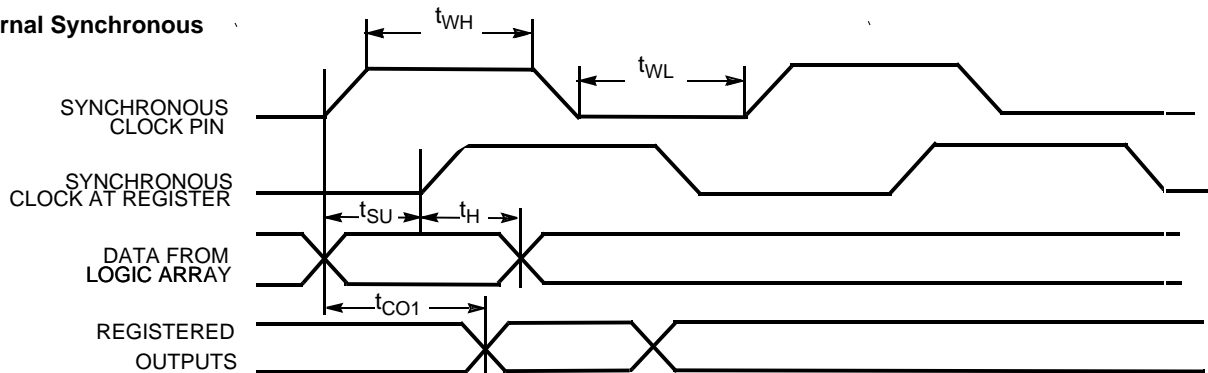 rnal Synchronous
tWH
tWL
SYNCHRONOUS
CLOCK PIN
SYNCHRONOUS
CLOCK AT REGISTER
tSU
tH
DATA FROM
LOGIC ARRAY
tCO1
REGISTERED
OUTPUTS